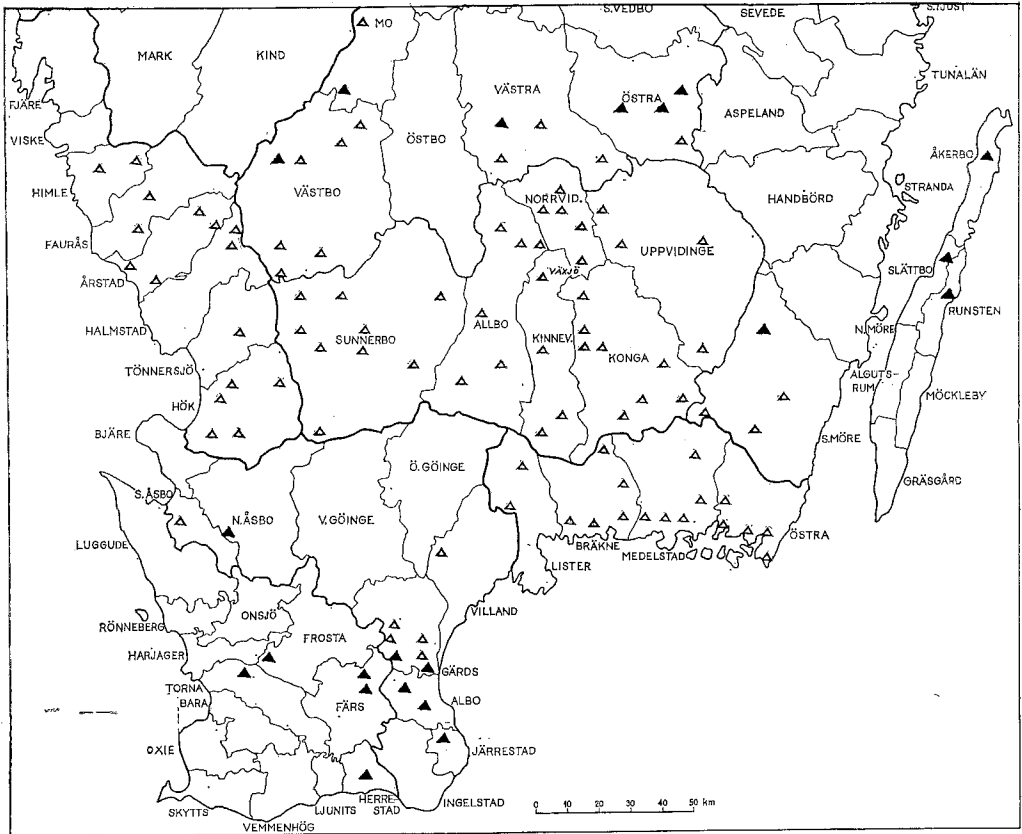 S.VEDBO
SEVEDE
S.TJUST
MO
MARK
KIND
VÄSTRA
ÖSTRA
TUNALÄN
FJÄRE
ASPELAND
VISKE
ÖSTBO
ÅKERBO
HIMLE
VÄSTBO
NORRVID.
HANDBÖRD
STRANDA
FAURÅS
UPPVIDINGE
VÄXJÖ
SLÄTTBO
ÅRSTAD
RUNSTEN
HALMSTAD
SUNNERBO
ALLBO
KINNEV.
KONGA
N.MÖRE
TÖNNERSJÖ
ALGUTS-
RUM
MÖCKLEBY
HÖK
BJÄRE
S.MÖRE
Ö.GÖINGE
GRÄSGÅRD
S.ÅSBO
N.ÅSBO
V.GÖINGE
LUGGUDE
BRÄKNE
MEDELSTAD
ÖSTRA
LISTER
VILLAND
ONSJÖ
RÖNNEBERG
FROSTA
HARJAGER
GÄRDS
TORNA
BARA
FÄRS
ALBO
OXIE
JÄRRESTAD
SKYTTS
LJUNITS
HERRE-
STAD
INGELSTAD
VEMMENHÖG
0 10 20 30 40 50 km